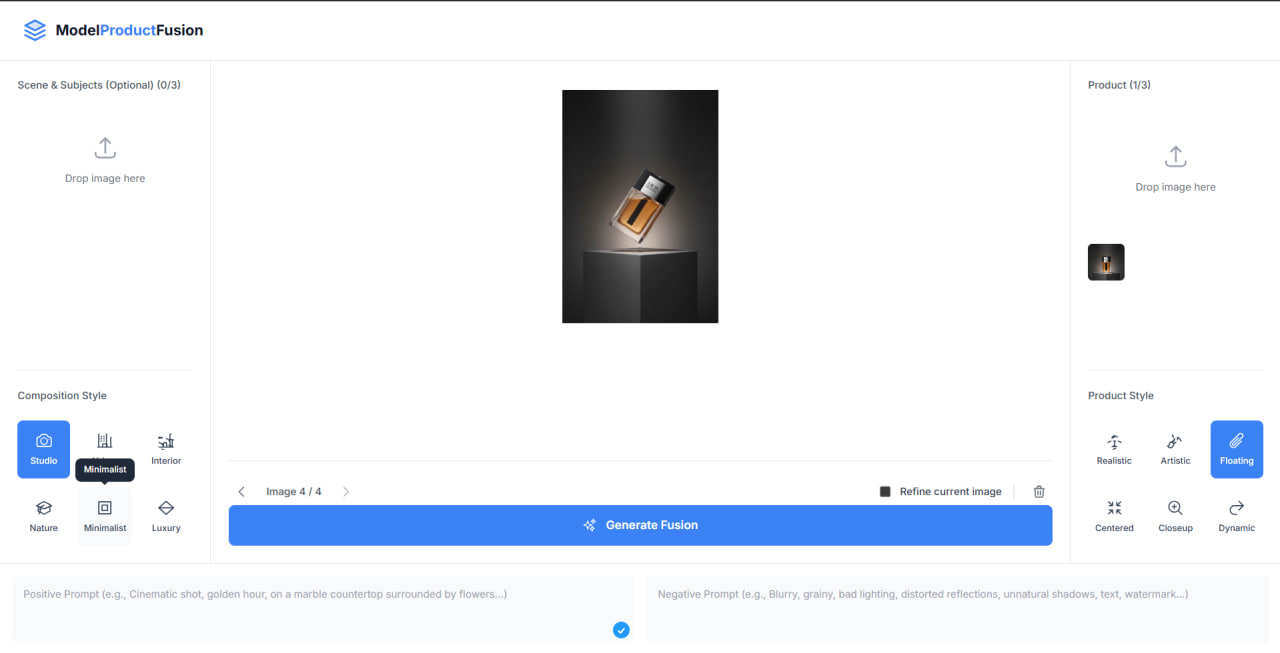 ModelProductFusion
Scene & Subjects (Optional) (0/3)
Drop image here
Composition Style
Studio
Interior
Minimalist
Nature
Minimalist
Luxury
Image 4 / 4
Refine current image
Generate Fusion
Product (1/3)
Drop image here
Product Style
Realistic
Artistic
Floating
Centered
Closeup
Dynamic
Positive Prompt (e.g., Cinematic shot, golden hour, on a marble countertop surrounded by flowers...)
Negative Prompt (e.g., Blurry, grainy, bad lighting, distorted reflections, unnatural shadows, text, watermark...)